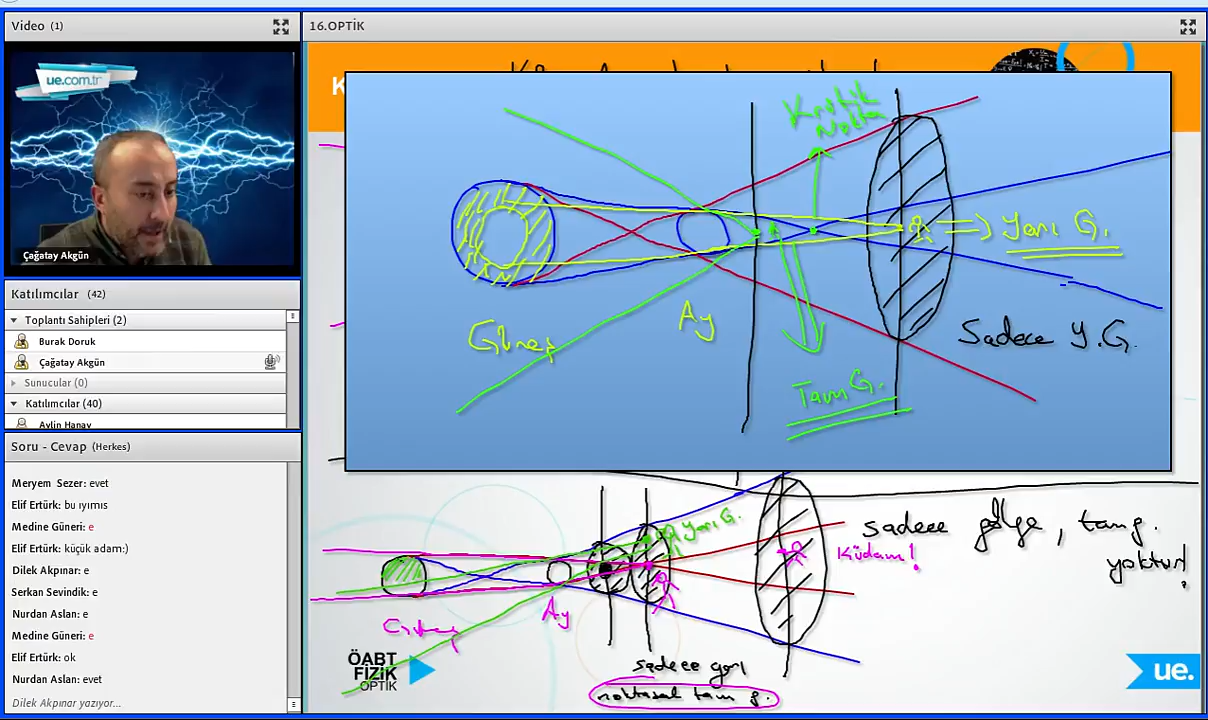 Video (1)
ue.com.tr
Çağatay Akgün
Katılımcılar (42)
Toplantı Sahipleri (2)
Burak Doruk
Çağatay Akgün
Sunucular (0)
Katılımcılar (40)
Aylin Hanay
Soru - Cevap (Herkes)
Meryem Sezer: evet
Elif Ertürk: bu ıyımıs
Medine Güneri: e
Elif Ertürk: küçük adam:)
Dilek Akpınar: e
Serkan Sevindik: e
Nurdan Aslan: e
Medine Güneri: e
Elif Ertürk: ok
Nurdan Aslan: evet
Dilek Akpınar yazıyor...
16.OPTİK
K
Kritik
Nokta
Yarı G.
Güneş
Ay
Sadece Y.G.
Tam G.
Yarı G.
sadece gölge, tam g.
yoktur!
Küdam!
Güneş
Ay
sadece
noktasal tam g.
ÖABT
FİZİK
OPTİK
ue.